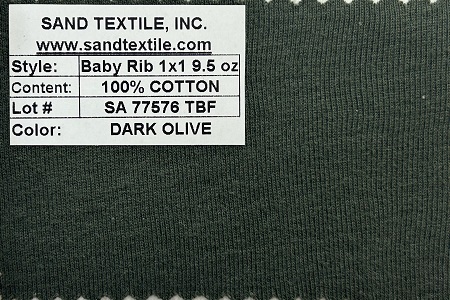 SAND TEXTILE, INC.
www.sandtextile.com
Style: Baby Rib 1x1 9.5 oz
Content: 100% COTTON
Lot # SA 77576 TBF
Color: DARK OLIVE